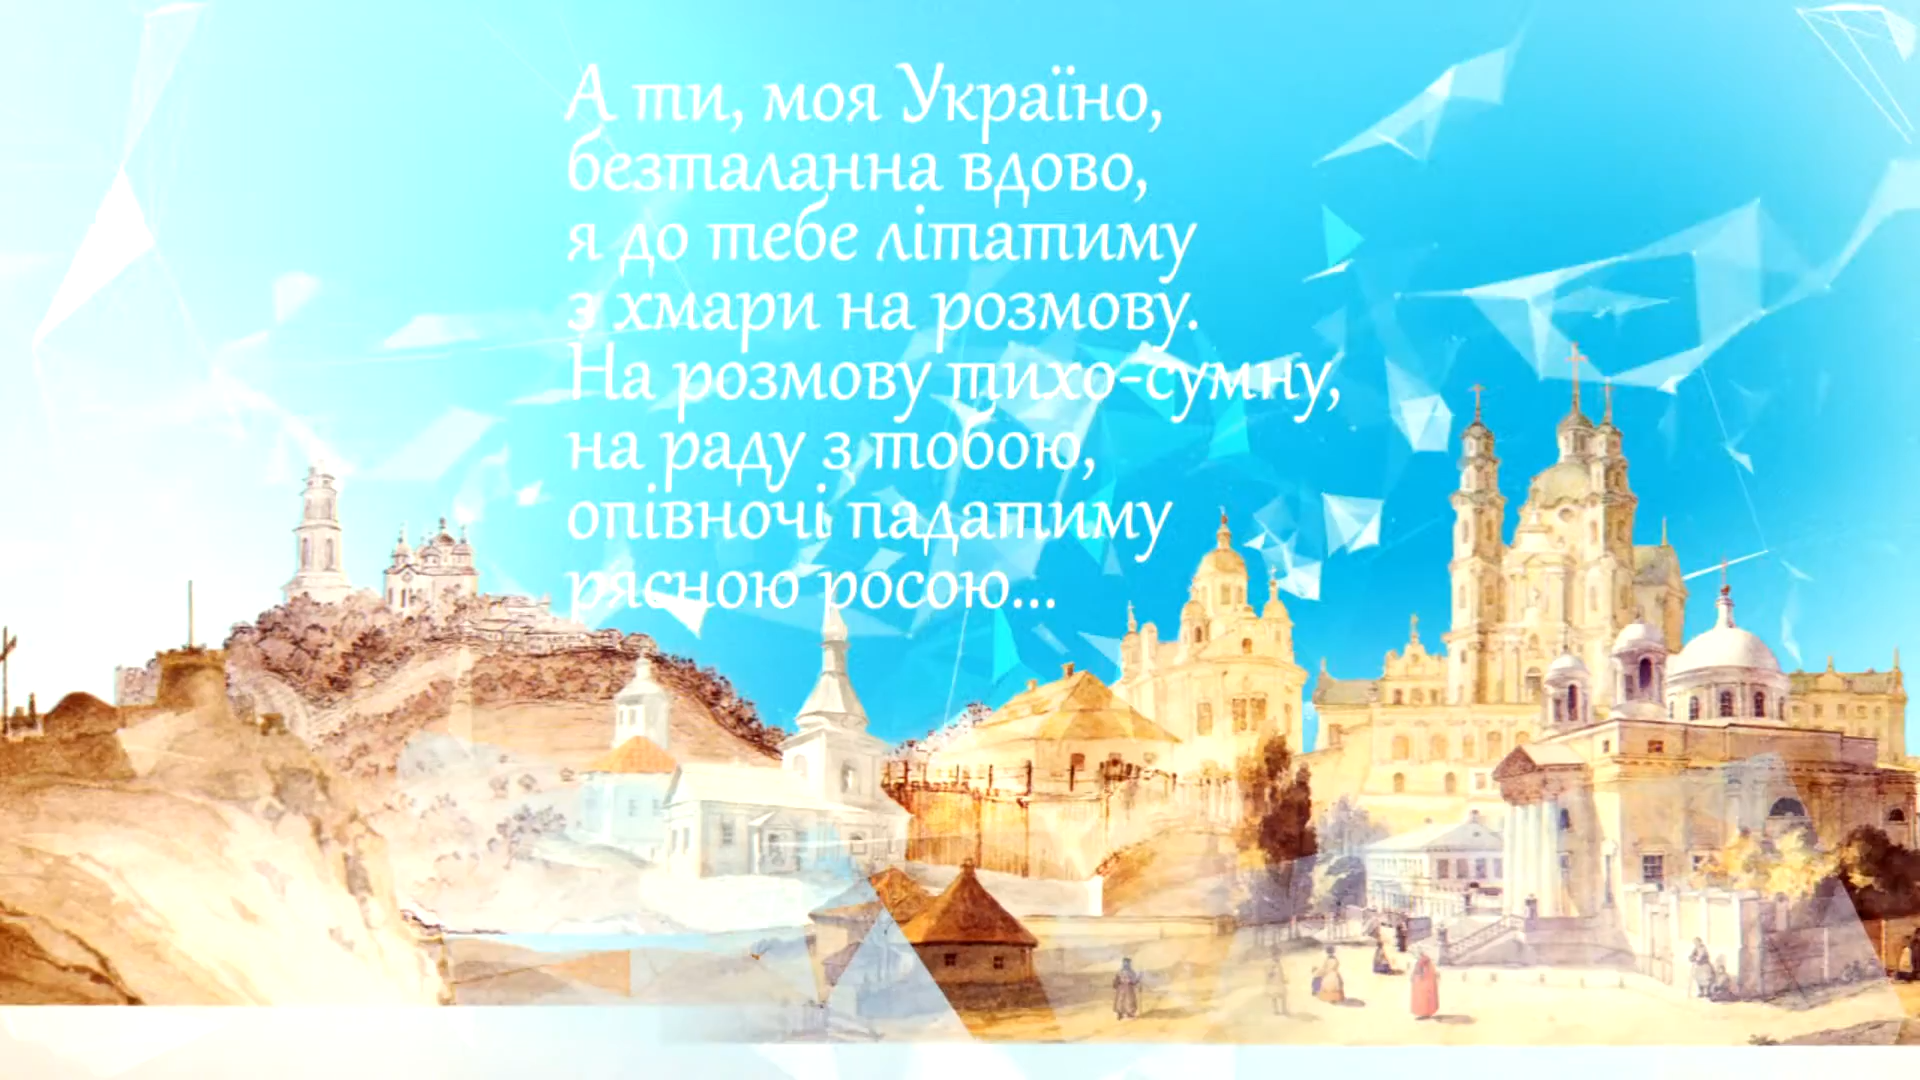 А ти, моя Україно,
безталанна вдово,
я до тебе літатиму
з хмари на розмову.
На розмову тихо-сумну,
на раду з тобою,
опівночі падатиму
рясною росою...